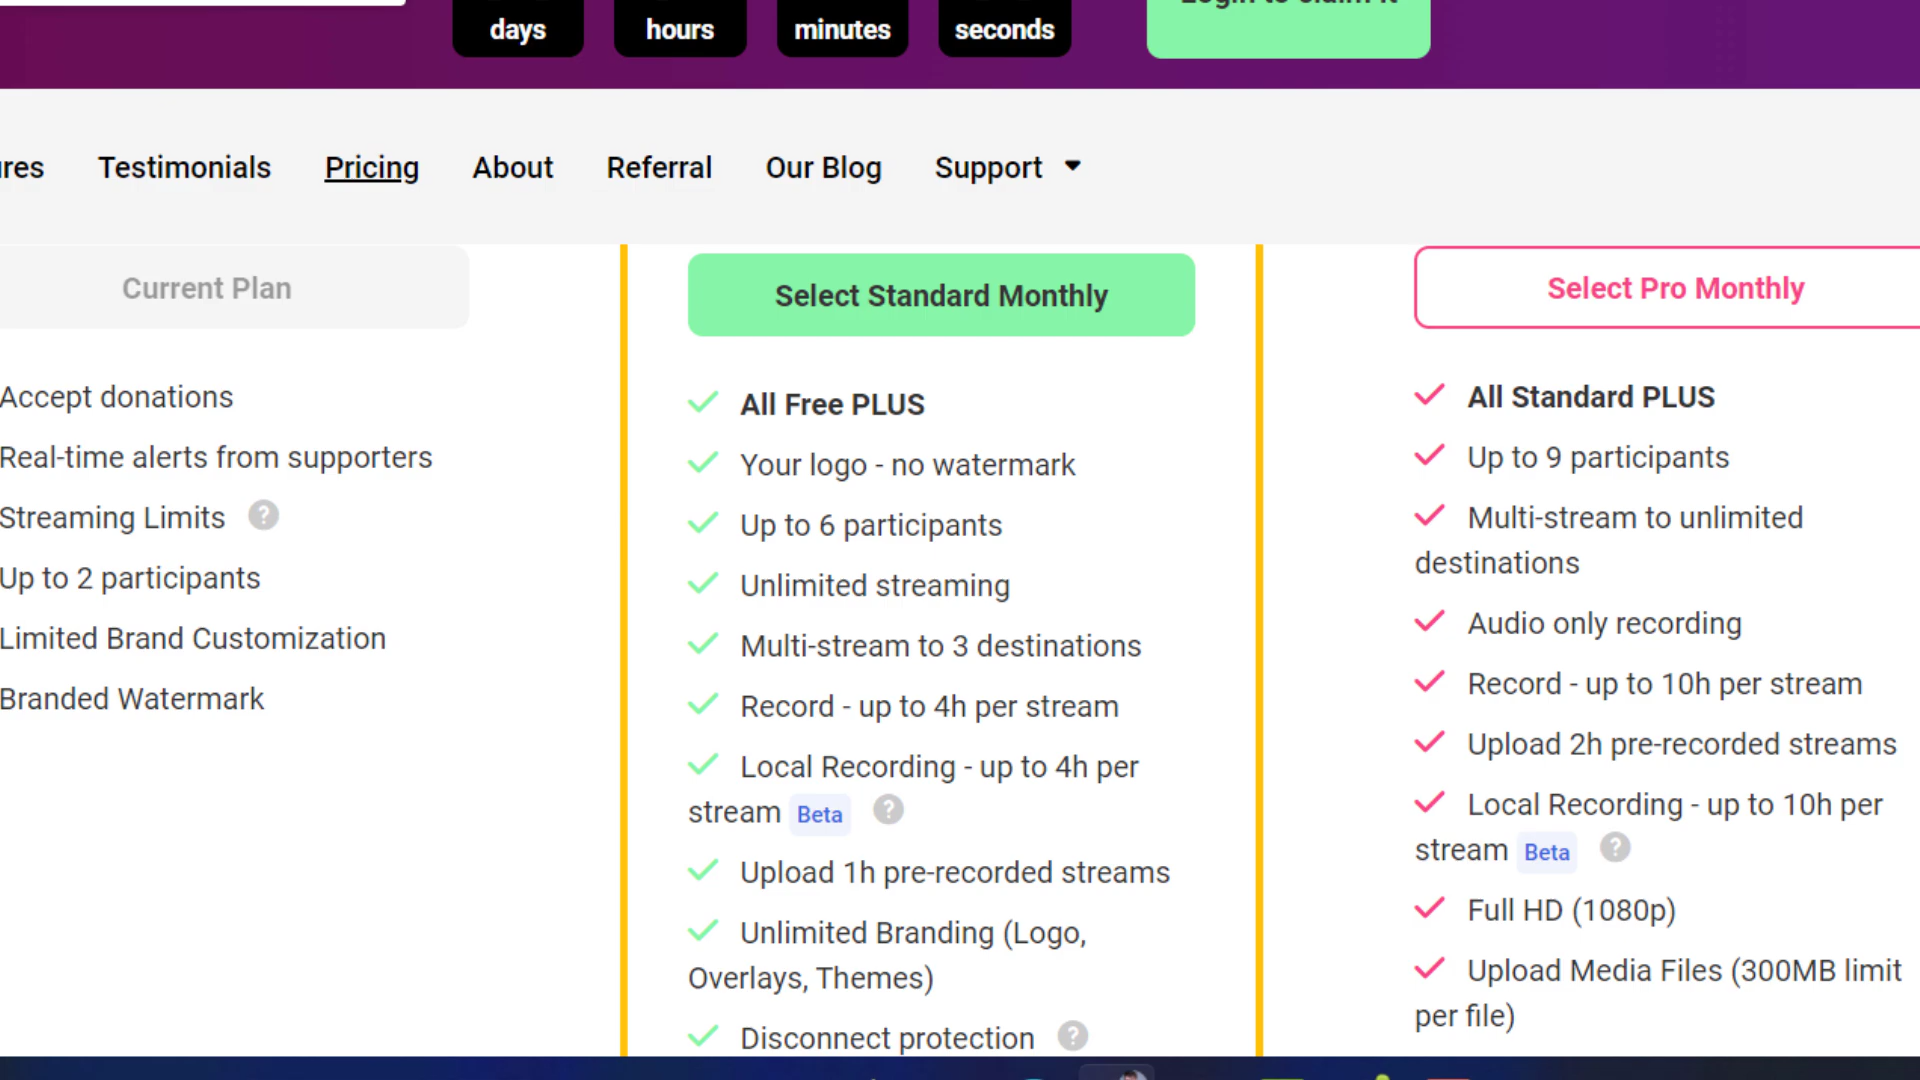 days
hours
minutes
seconds
Login to claim it
Testimonials
Pricing
About
Referral
Our Blog
Support
Current Plan
Accept donations
Real-time alerts from supporters
Streaming Limits ?
Up to 2 participants
Limited Brand Customization
Branded Watermark
Select Standard Monthly
All Free PLUS
Your logo - no watermark
Up to 6 participants
Unlimited streaming
Multi-stream to 3 destinations
Record - up to 4h per stream
Local Recording - up to 4h per
stream Beta ?
Upload 1h pre-recorded streams
Unlimited Branding (Logo,
Overlays, Themes)
Disconnect protection ?
Select Pro Monthly
All Standard PLUS
Up to 9 participants
Multi-stream to unlimited
destinations
Audio only recording
Record - up to 10h per stream
Upload 2h pre-recorded streams
Local Recording - up to 10h per
stream Beta ?
Full HD (1080p)
Upload Media Files (300MB limit
per file)